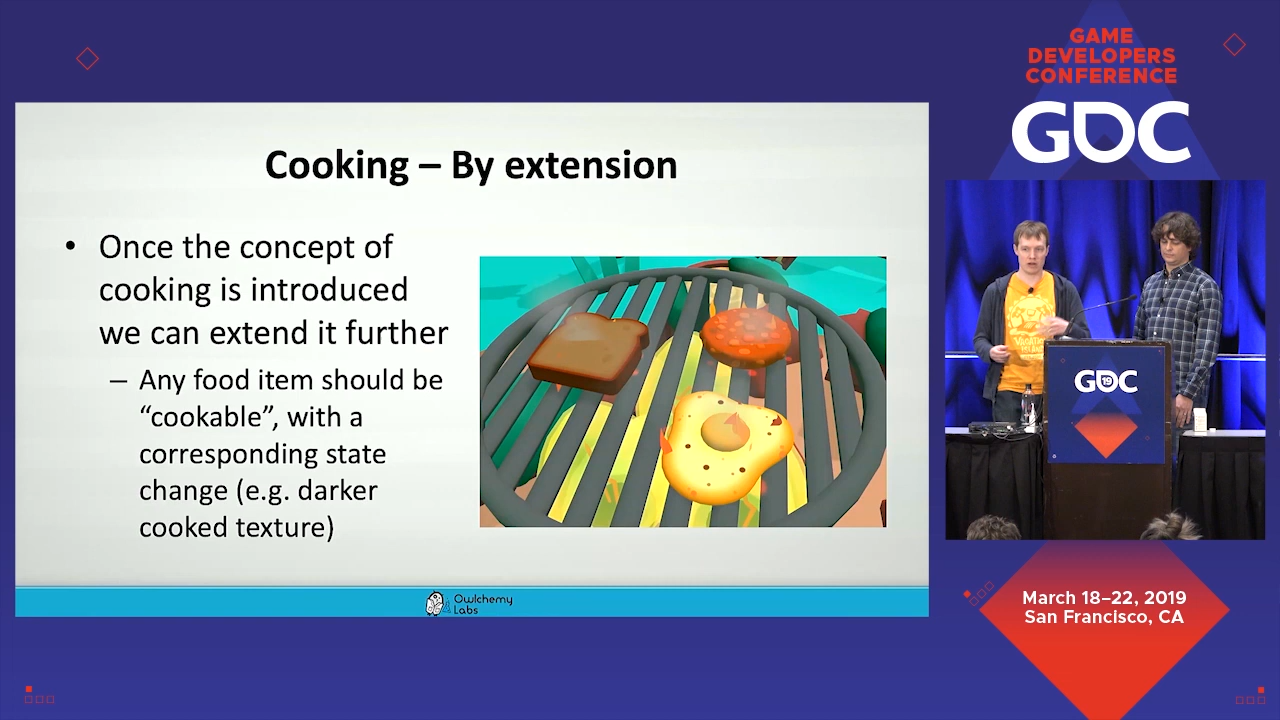 GAME
DEVELOPERS
CONFERENCE
GDC
Cooking – By extension
• Once the concept of
cooking is introduced
we can extend it further
– Any food item should be
“cookable”, with a
corresponding state
change (e.g. darker
cooked texture)
Owlchemy
Labs
GDC
19
March 18–22, 2019
San Francisco, CA